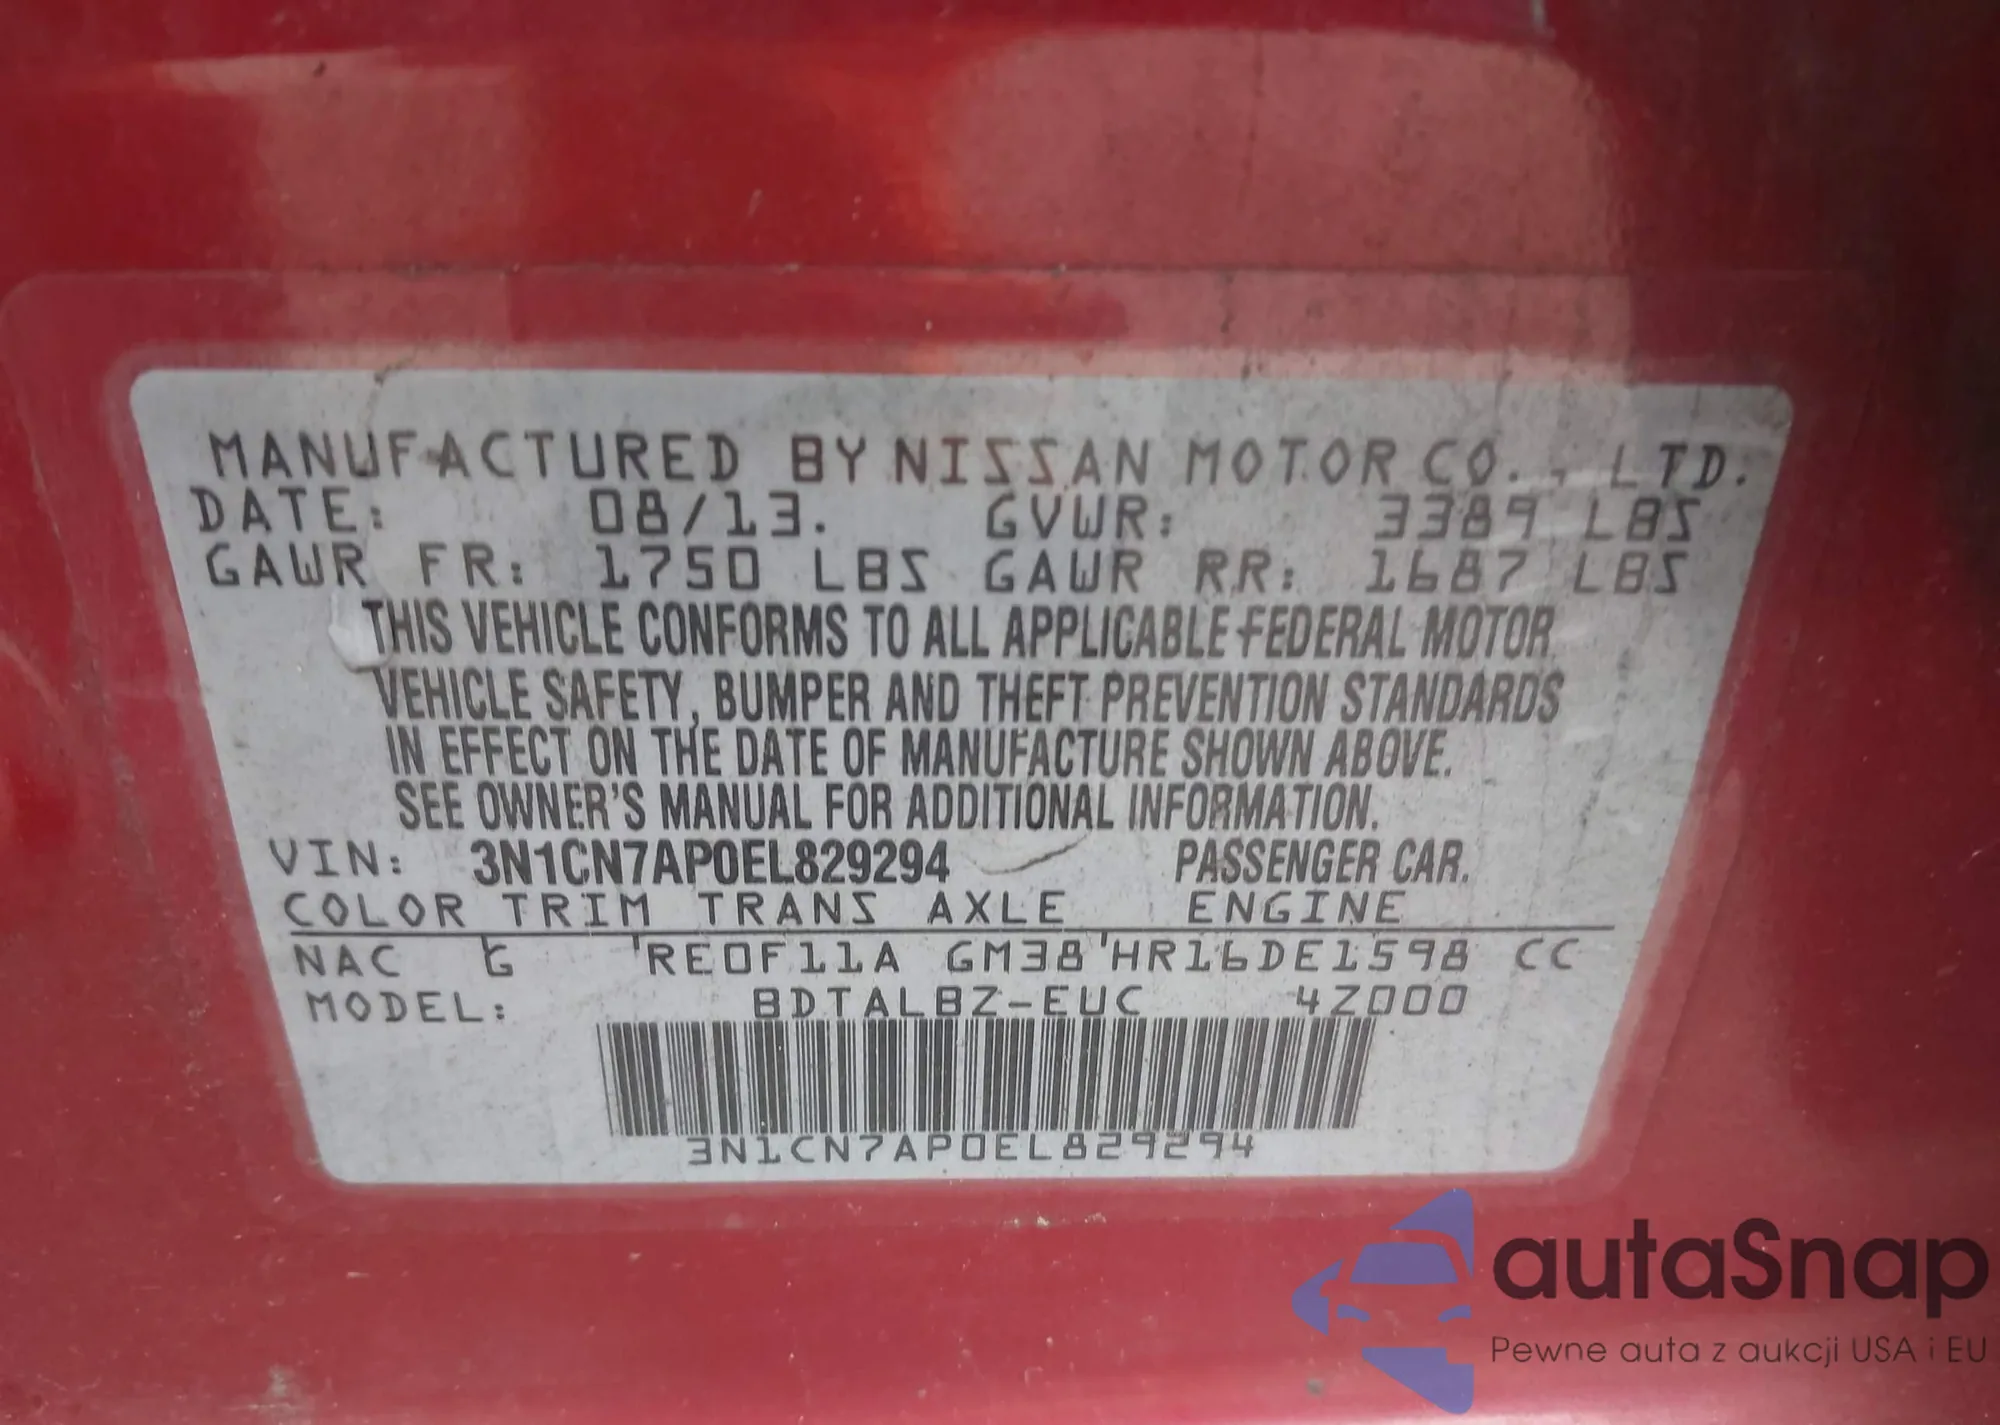 MANUFACTURED BY NISSAN MOTOR CO., LTD.
DATE: 08/13. GVWR: 3389 LBS
GAWR FR: 1750 LBS GAWR RR: 1687 LBS
THIS VEHICLE CONFORMS TO ALL APPLICABLE FEDERAL MOTOR
VEHICLE SAFETY, BUMPER AND THEFT PREVENTION STANDARDS
IN EFFECT ON THE DATE OF MANUFACTURE SHOWN ABOVE.
SEE OWNER'S MANUAL FOR ADDITIONAL INFORMATION.
VIN: 3N1CN7AP0EL829294 PASSENGER CAR.
COLOR TRIM TRANS AXLE ENGINE
NAC G 'RE0F11A GM38'HR16DE1598 CC
MODEL: BDTALBZ-EUC 4Z000
3N1CN7AP0EL829294
autaSnap
Pewne auta z aukcji USA i EU